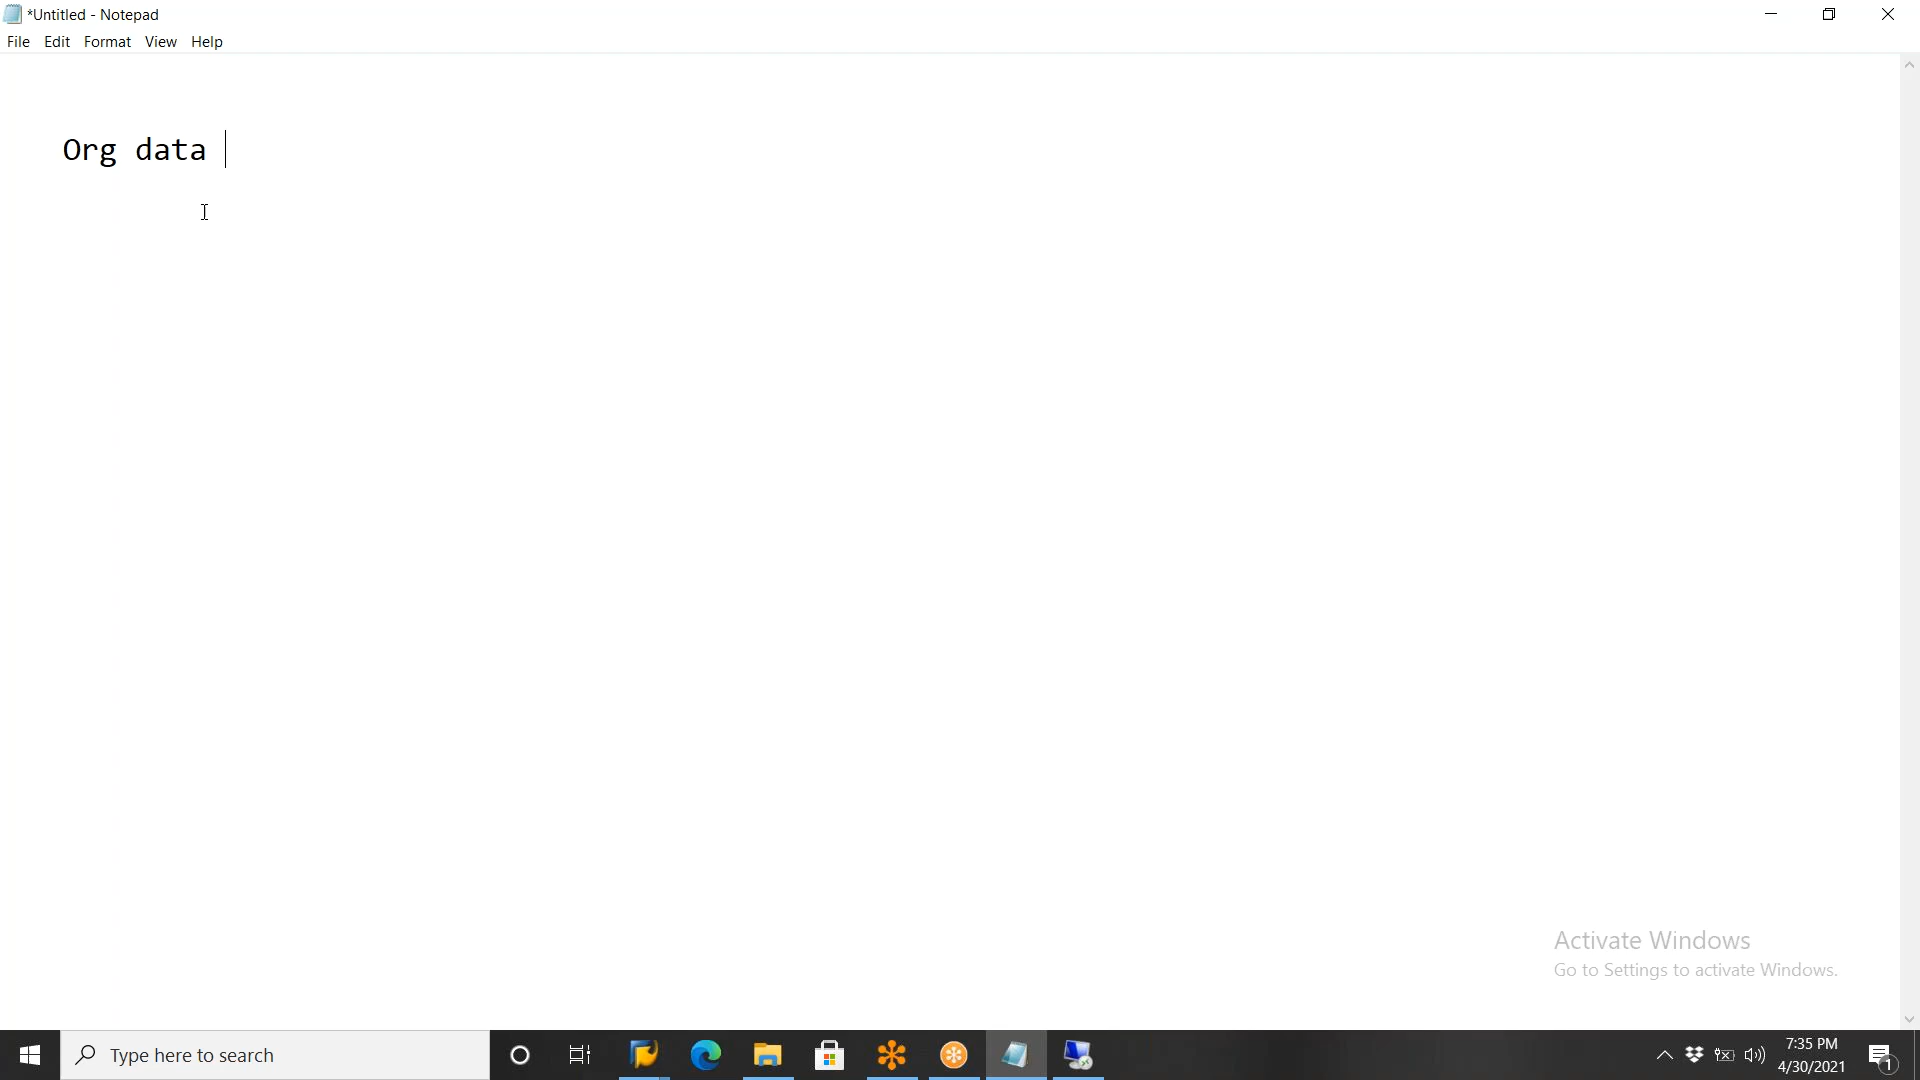 *Untitled - Notepad
File Edit Format View Help
Org data
Activate Windows
Go to Settings to activate Windows.
Type here to search
7:35 PM
4/30/2021
1